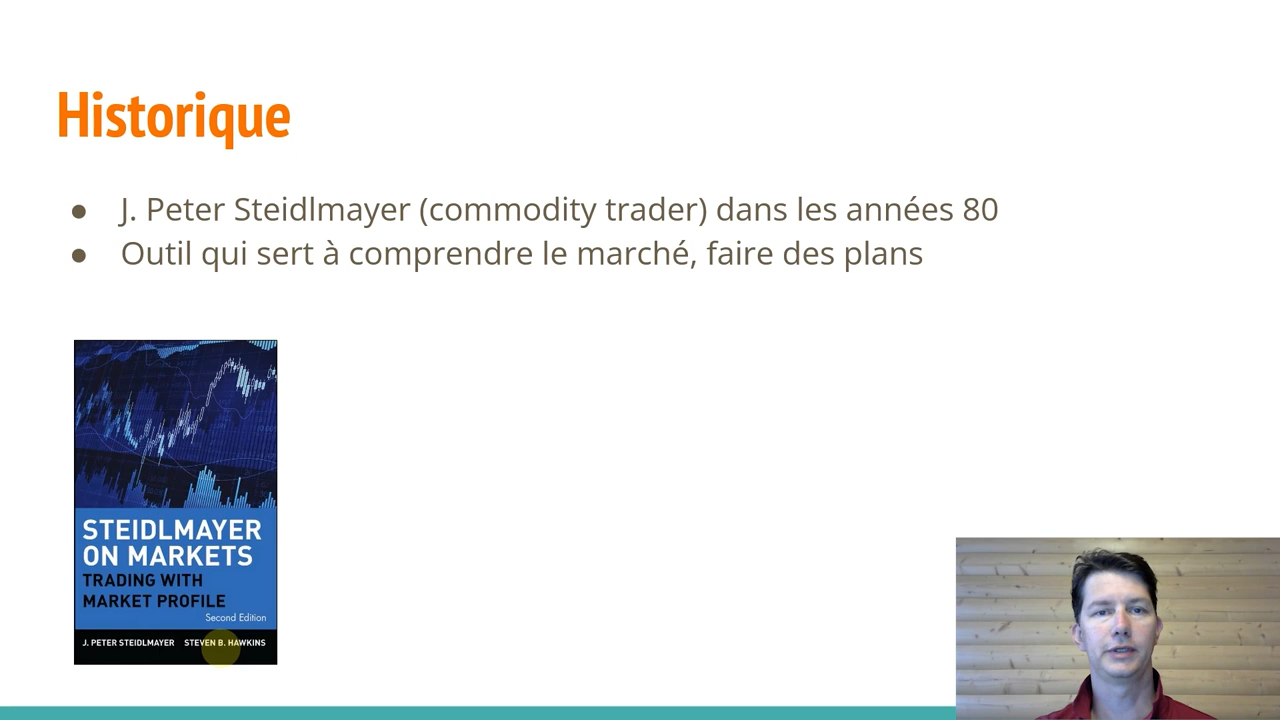 Historique
● J. Peter Steidlmayer (commodity trader) dans les années 80
● Outil qui sert à comprendre le marché, faire des plans
STEIDLMAYER
ON MARKETS
TRADING WITH
MARKET PROFILE
Second Edition
J. PETER STEIDLMAYER STEVEN B. HAWKINS